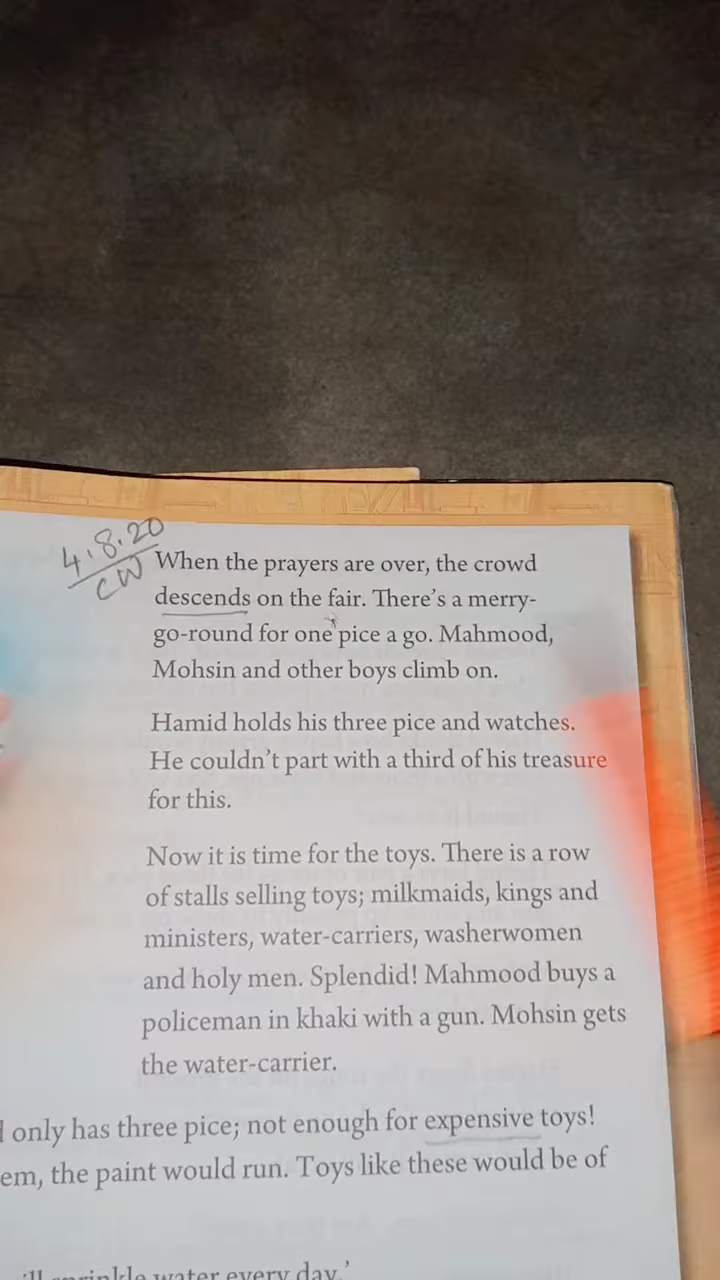 4.8.20
CW
When the prayers are over, the crowd
descends on the fair. There's a merry-
go-round for one pice a go. Mahmood,
Mohsin and other boys climb on.
Hamid holds his three pice and watches.
He couldn't part with a third of his treasure
for this.
Now it is time for the toys. There is a row
of stalls selling toys; milkmaids, kings and
ministers, water-carriers, washerwomen
and holy men. Splendid! Mahmood buys a
policeman in khaki with a gun. Mohsin gets
the water-carrier.
only has three pice; not enough for expensive toys!
the paint would run. Toys like these would be of
sprinkle water every day.'